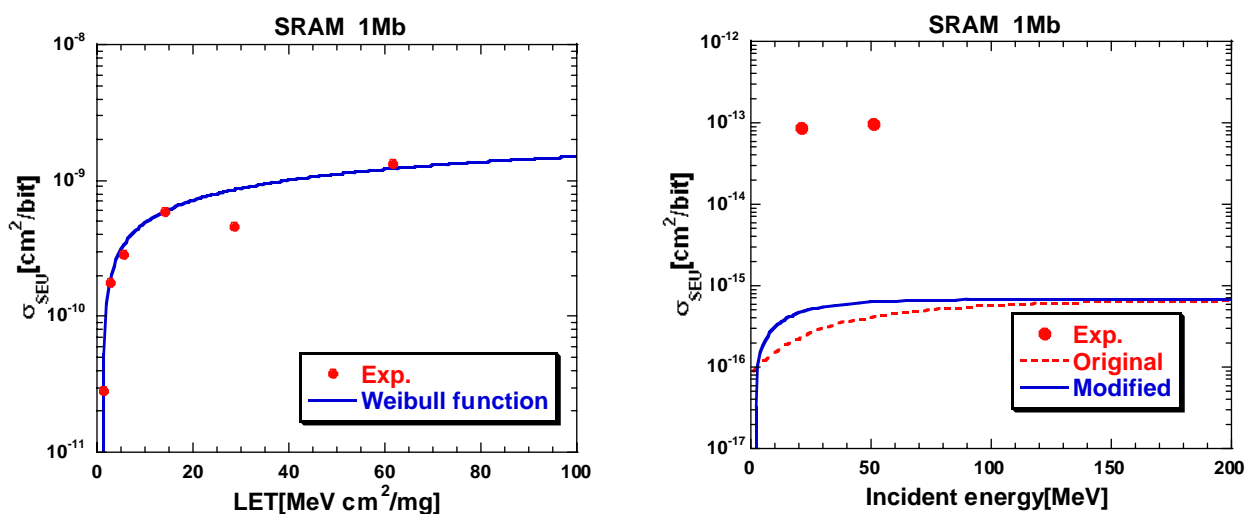 SRAM 1Mb
10^-8
10^-9
10^-10
10^-11
σ_SEU[cm^2/bit]
Exp.
Weibull function
0 20 40 60 80 100
LET[MeV cm^2/mg]
SRAM 1Mb
10^-12
10^-13
10^-14
10^-15
10^-16
10^-17
σ_SEU[cm^2/bit]
Exp.
Original
Modified
0 50 100 150 200
Incident energy[MeV]